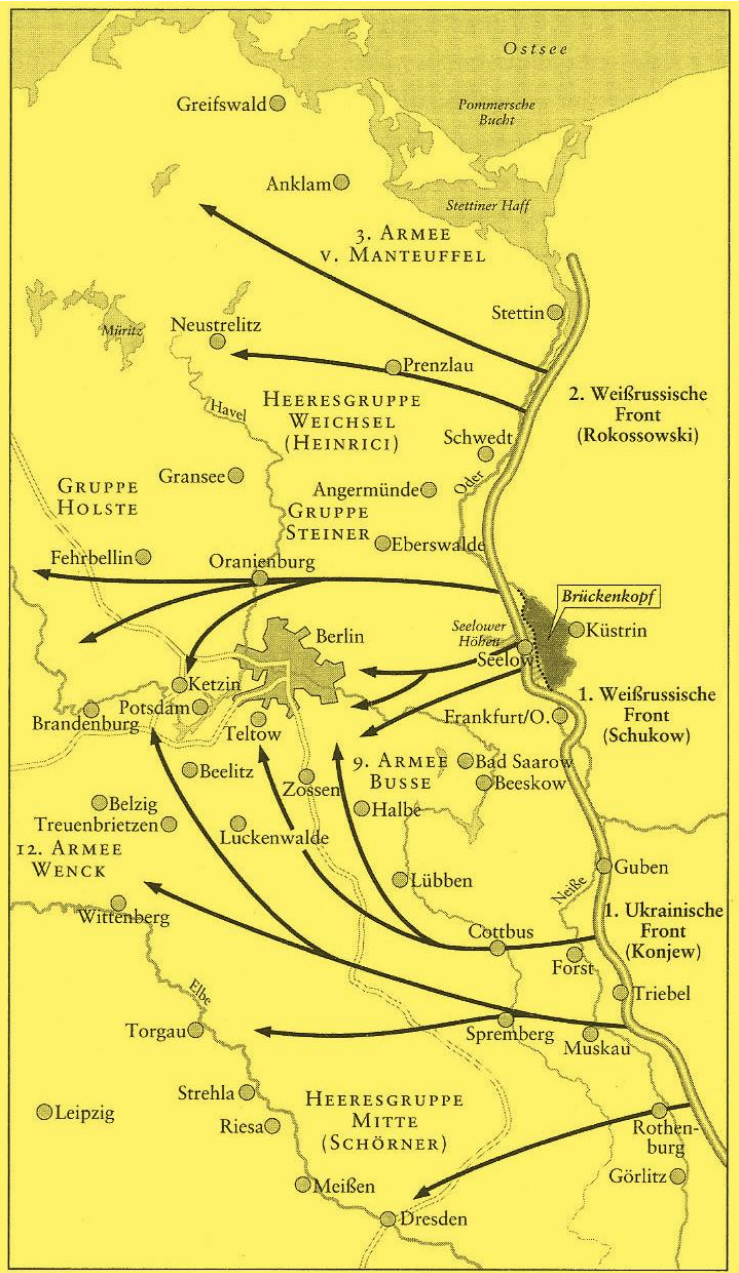 Ostsee
Greifswald
Pommersche
Bucht
Anklam
Stettiner Haff
3. ARMEE
V. MANTEUFFEL
Stettin
Müritz
Neustrelitz
Prenzlau
2. Weißrussische
Front
(Rokossowski)
HEERESGRUPPE
WEICHSEL
(HEINRICI)
Havel
Schwedt
Gransee
Angermünde
Oder
GRUPPE
HOLSTE
GRUPPE
STEINER
Eberswalde
Fehrbellin
Oranienburg
Brückenkopf
Berlin
Seelower
Höhen
Küstrin
Seelow
Ketzin
Potsdam
Brandenburg
Teltow
Frankfurt/O.
1. Weißrussische
Front
(Schukow)
Beelitz
Zossen
9. ARMEE
BUSSE
Bad Saarow
Beeskow
Belzig
Treuenbrietzen
Luckenwalde
Halbe
12. ARMEE
WENCK
Lübben
Guben
Neiße
Wittenberg
Cottbus
1. Ukrainische
Front
(Konjew)
Forst
Elbe
Triebel
Torgau
Spremberg
Muskau
Strehla
Leipzig
Riesa
HEERESGRUPPE
MITTE
(SCHÖRNER)
Rothen-
burg
Görlitz
Meißen
Dresden